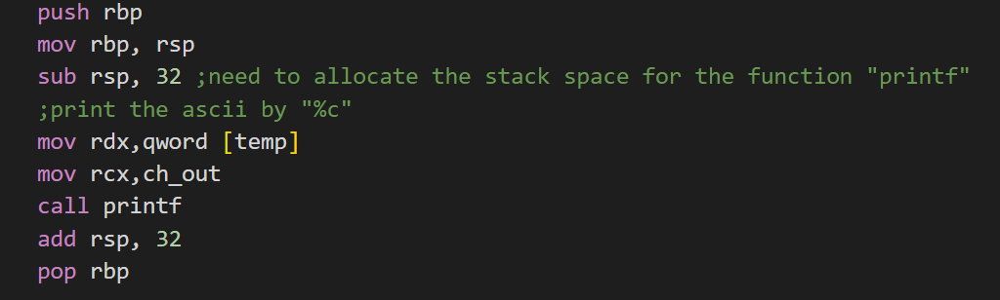 push rbp
mov rbp, rsp
sub rsp, 32 ;need to allocate the stack space for the function "printf"
;print the ascii by "%c"
mov rdx,qword [temp]
mov rcx,ch_out
call printf
add rsp, 32
pop rbp